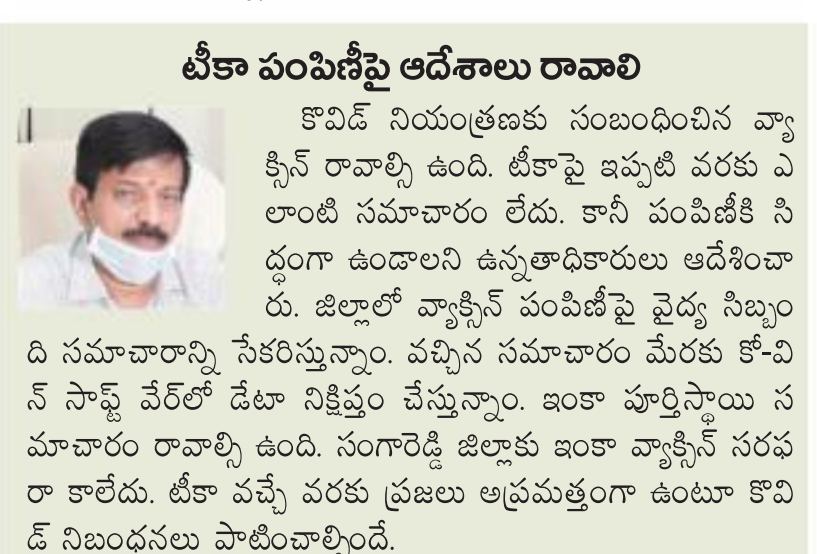 టీకా పంపిణీపై ఆదేశాలు రావాలి
కొవిడ్ నియంత్రణకు సంబంధించిన వ్యా
క్సిన్ రావాల్సి ఉంది. టీకాపై ఇప్పటి వరకు ఎ
లాంటి సమాచారం లేదు. కానీ పంపిణీకి సి
ద్ధంగా ఉండాలని ఉన్నతాధికారులు ఆదేశించా
రు. జిల్లాలో వ్యాక్సిన్ పంపిణీపై వైద్య సిబ్బం
ది సమాచారాన్ని సేకరిస్తున్నాం. వచ్చిన సమాచారం మేరకు కో-వి
న్ సాఫ్ట్ వేర్‌లో డేటా నిక్షిప్తం చేస్తున్నాం. ఇంకా పూర్తిస్థాయి స
మాచారం రావాల్సి ఉంది. సంగారెడ్డి జిల్లాకు ఇంకా వ్యాక్సిన్ సరఫ
రా కాలేదు. టీకా వచ్చే వరకు ప్రజలు అప్రమత్తంగా ఉంటూ కొవి
డ్ నిబంధనలు పాటించాల్సిందే.